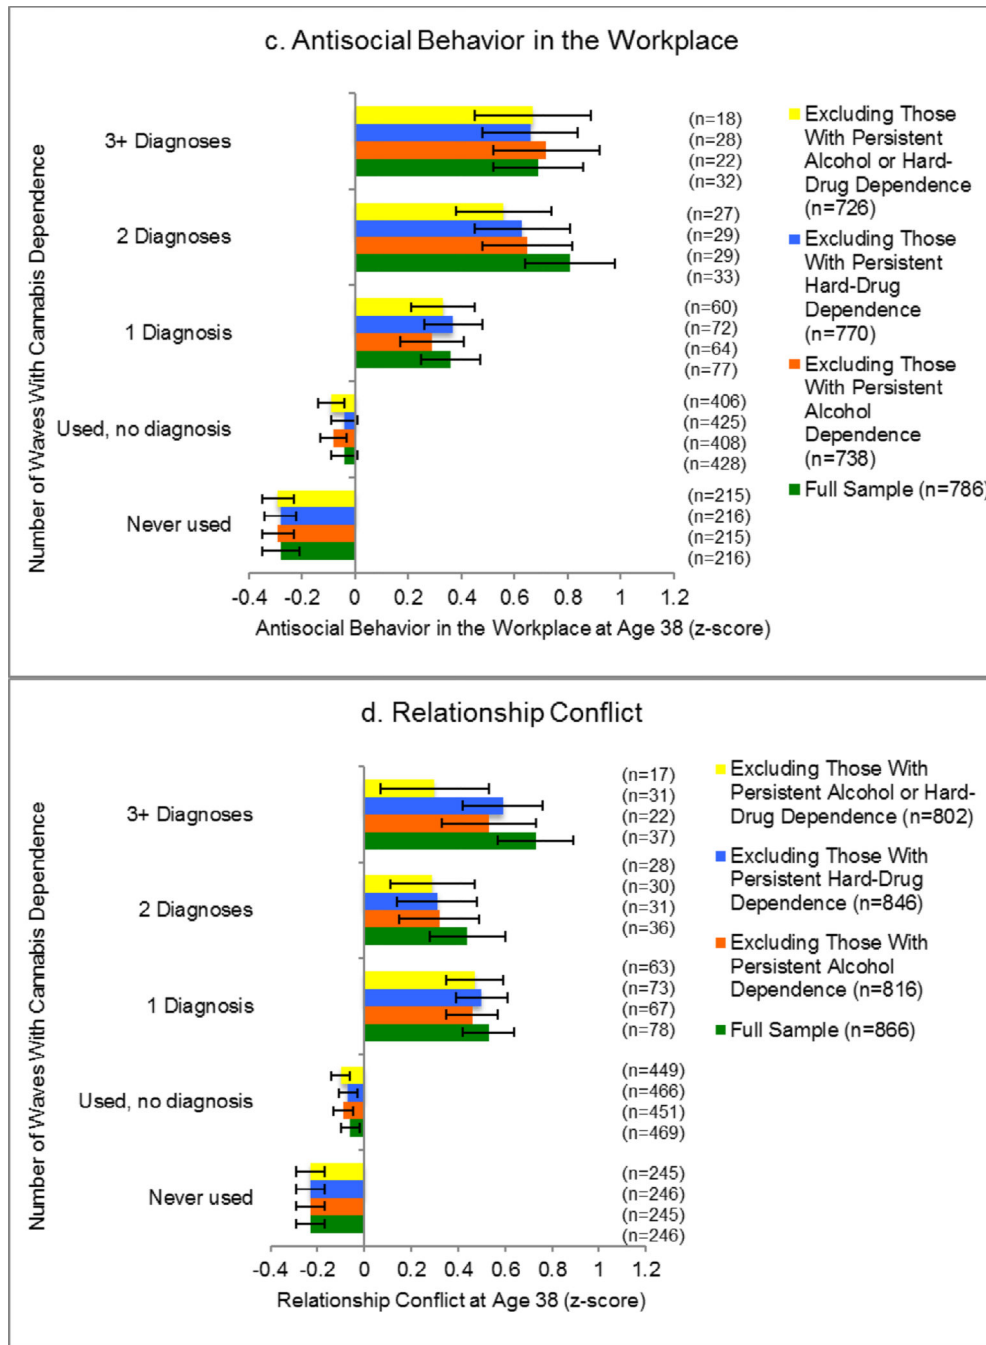 c. Antisocial Behavior in the Workplace
Number of Waves With Cannabis Dependence
3+ Diagnoses
(n=18)
(n=28)
(n=22)
(n=32)
2 Diagnoses
(n=27)
(n=29)
(n=29)
(n=33)
1 Diagnosis
(n=60)
(n=72)
(n=64)
(n=77)
Used, no diagnosis
(n=406)
(n=425)
(n=408)
(n=428)
Never used
(n=215)
(n=216)
(n=215)
(n=216)
-0.4 -0.2 0 0.2 0.4 0.6 0.8 1 1.2
Antisocial Behavior in the Workplace at Age 38 (z-score)
Excluding Those
With Persistent
Alcohol or Hard-
Drug Dependence
(n=726)
Excluding Those
With Persistent
Hard-Drug
Dependence
(n=770)
Excluding Those
With Persistent
Alcohol
Dependence
(n=738)
Full Sample (n=786)
d. Relationship Conflict
Number of Waves With Cannabis Dependence
3+ Diagnoses
(n=17)
(n=31)
(n=22)
(n=37)
2 Diagnoses
(n=28)
(n=30)
(n=31)
(n=36)
1 Diagnosis
(n=63)
(n=73)
(n=67)
(n=78)
Used, no diagnosis
(n=449)
(n=466)
(n=451)
(n=469)
Never used
(n=245)
(n=246)
(n=245)
(n=246)
-0.4 -0.2 0 0.2 0.4 0.6 0.8 1 1.2
Relationship Conflict at Age 38 (z-score)
Excluding Those With
Persistent Alcohol or Hard-
Drug Dependence (n=802)
Excluding Those With
Persistent Hard-Drug
Dependence (n=846)
Excluding Those With
Persistent Alcohol
Dependence (n=816)
Full Sample (n=866)